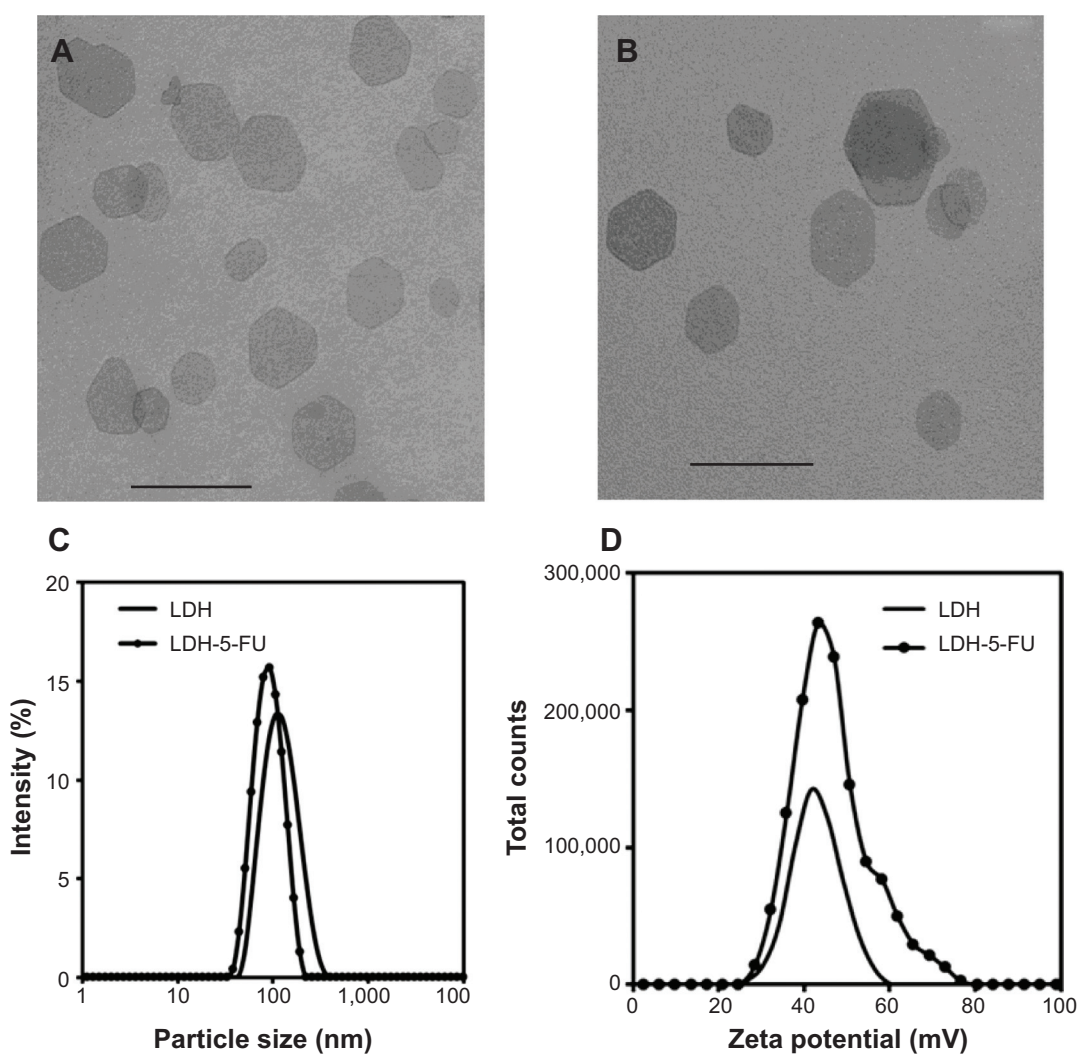 A
B
C
D
20
15
10
5
0
Intensity (%)
LDH
LDH-5-FU
1
10
100
1,000
100
Particle size (nm)
300,000
200,000
100,000
0
Total counts
LDH
LDH-5-FU
0
20
40
60
80
100
Zeta potential (mV)